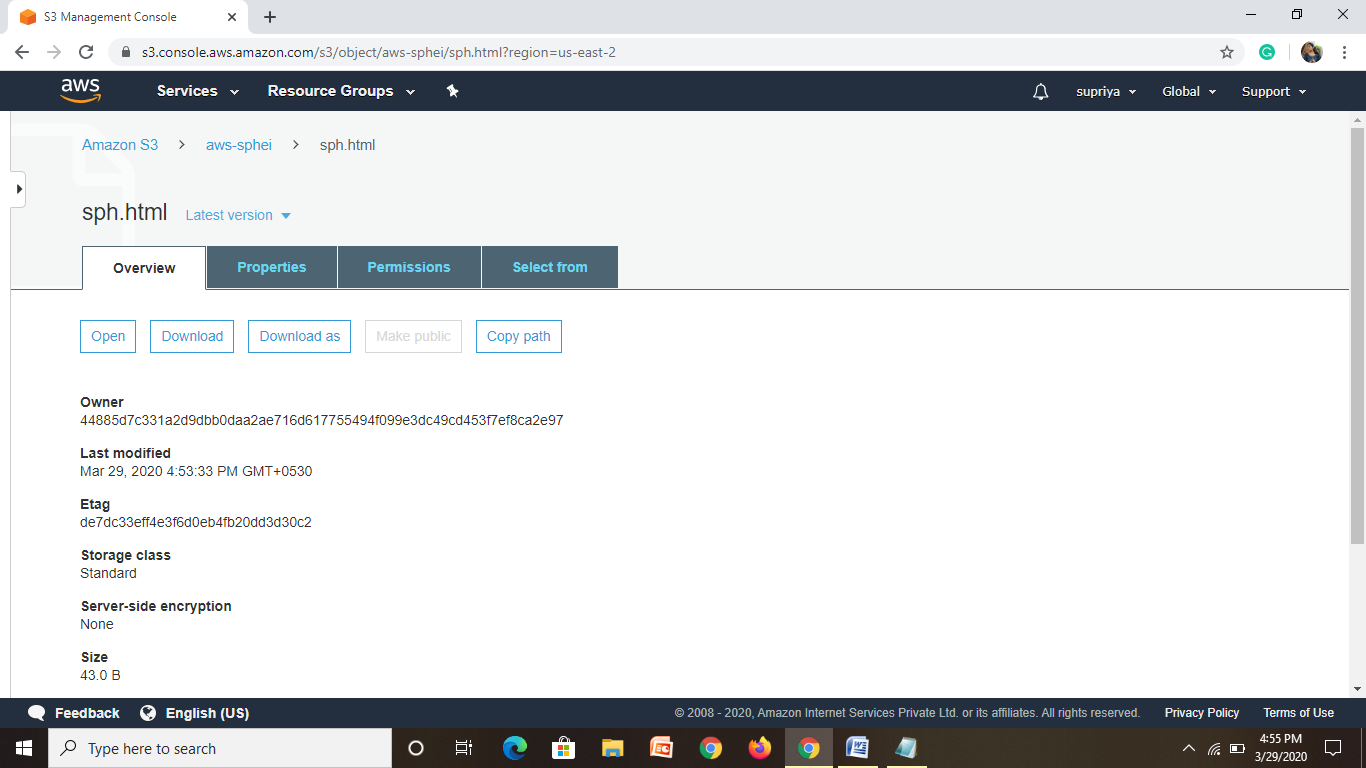 S3 Management Console
s3.console.aws.amazon.com/s3/object/aws-sphei/sph.html?region=us-east-2
aws Services Resource Groups supriya Global Support
Amazon S3 > aws-sphei > sph.html
sph.html Latest version
Overview Properties Permissions Select from
Open Download Download as Make public Copy path
Owner
44885d7c331a2d9dbb0daa2ae716d617755494f099e3dc49cd453f7ef8ca2e97
Last modified
Mar 29, 2020 4:53:33 PM GMT+0530
Etag
de7dc33eff4e3f6d0eb4fb20dd3d30c2
Storage class
Standard
Server-side encryption
None
Size
43.0 B
Feedback English (US) © 2008 - 2020, Amazon Internet Services Private Ltd. or its affiliates. All rights reserved. Privacy Policy Terms of Use
Type here to search
4:55 PM
3/29/2020